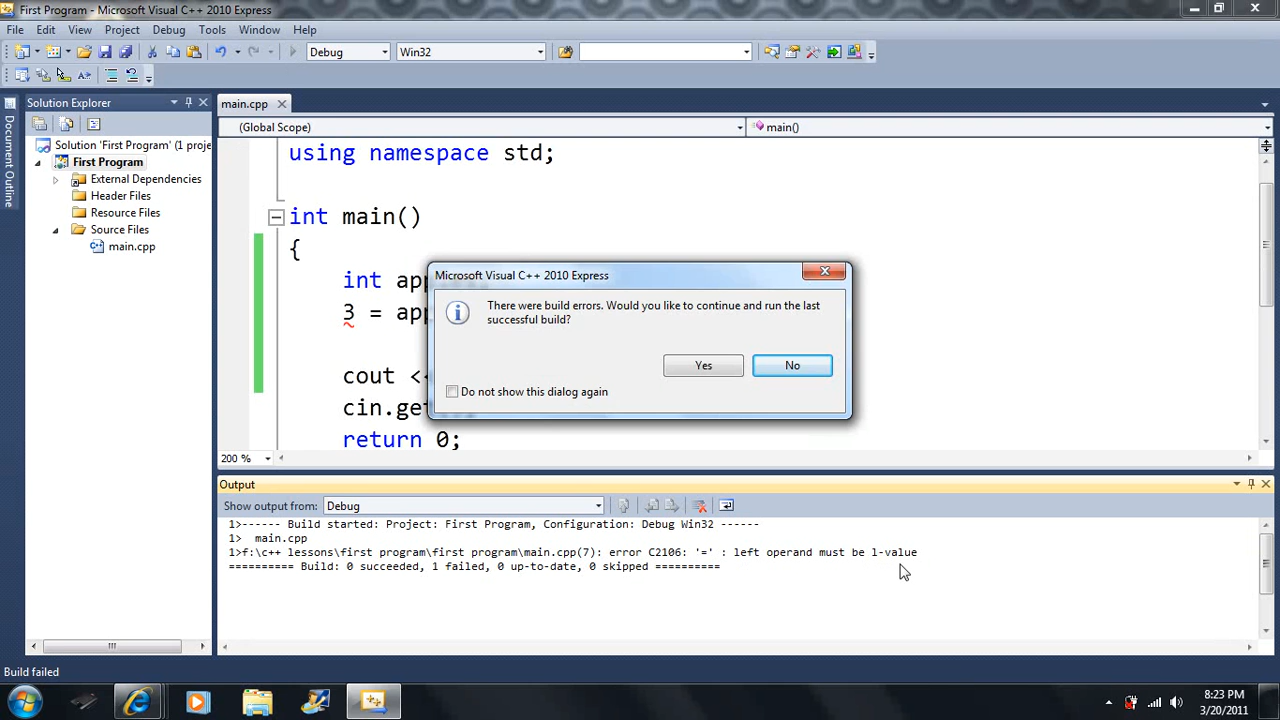 First Program - Microsoft Visual C++ 2010 Express
File Edit View Project Debug Tools Window Help
Debug Win32
Solution Explorer
main.cpp
Document Outline
(Global Scope) main()
Solution 'First Program' (1 proje
First Program
External Dependencies
Header Files
Resource Files
Source Files
main.cpp
using namespace std;
int main()
{
int app
3 = app
cout <
cin.get
return 0;
Microsoft Visual C++ 2010 Express
There were build errors. Would you like to continue and run the last
successful build?
Yes No
Do not show this dialog again
200 %
Output
Show output from: Debug
1>------ Build started: Project: First Program, Configuration: Debug Win32 ------
1> main.cpp
1>f:\c++ lessons\first program\first program\main.cpp(7): error C2106: '=' : left operand must be l-value
========== Build: 0 succeeded, 1 failed, 0 up-to-date, 0 skipped ==========
Build failed
8:23 PM
3/20/2011